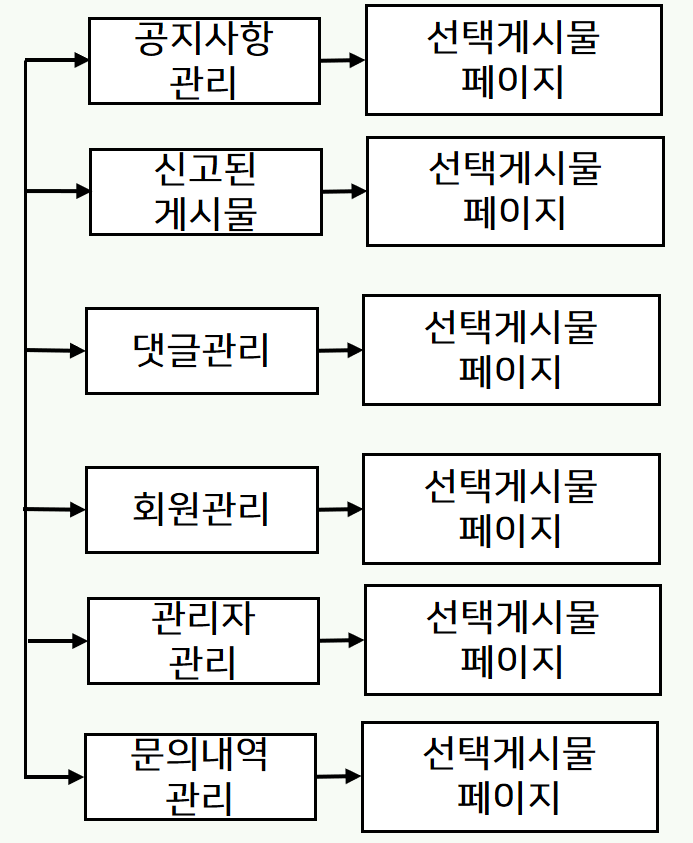 공지사항
관리
선택게시물
페이지
신고된
게시물
선택게시물
페이지
댓글관리
선택게시물
페이지
회원관리
선택게시물
페이지
관리자
관리
선택게시물
페이지
문의내역
관리
선택게시물
페이지